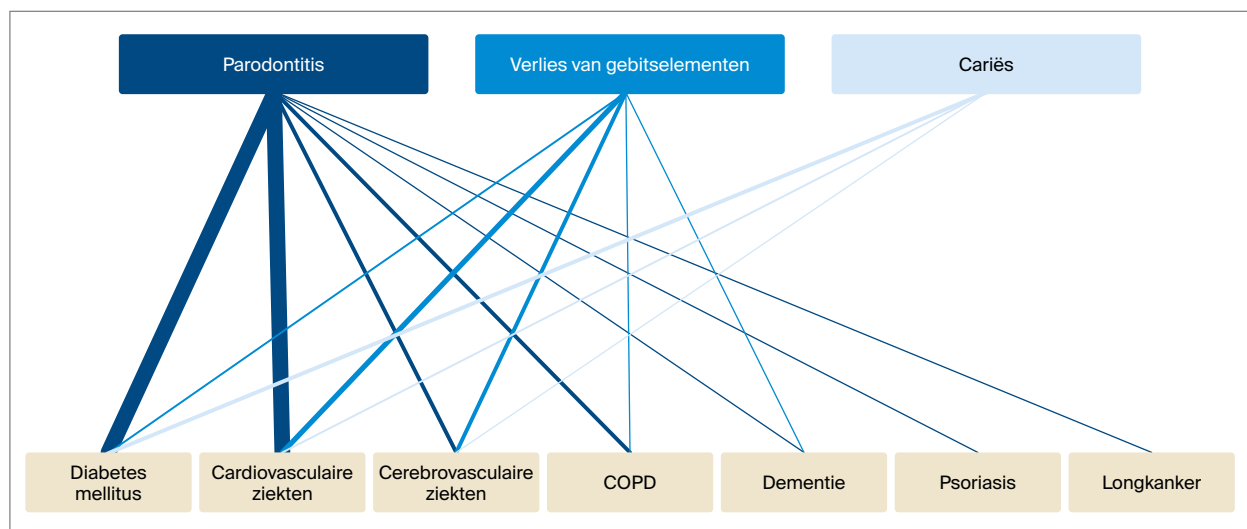 Parodontitis
Verlies van gebitselementen
Cariës
Diabetes
mellitus
Cardiovasculaire
ziekten
Cerebrovasculaire
ziekten
COPD
Dementie
Psoriasis
Longkanker